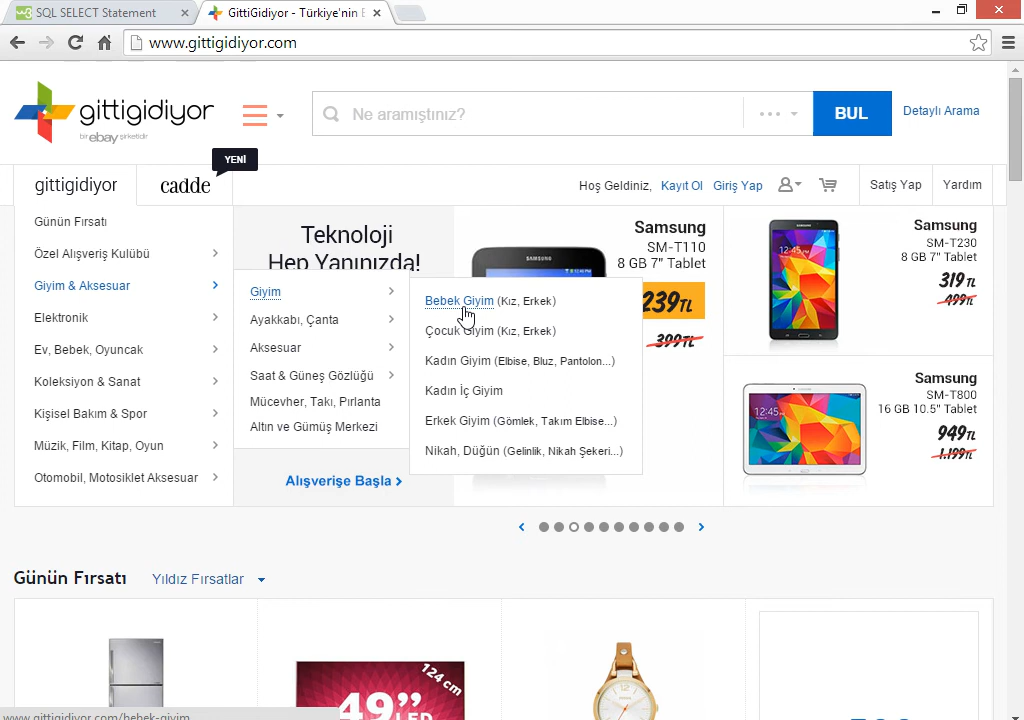 SQL SELECT Statement
GittiGidiyor - Türkiye'nin E
www.gittigidiyor.com
gittigidiyor
bir ebay şirketidir
Ne aramıştınız?
BUL
Detaylı Arama
YENİ
gittigidiyor
cadde
Hoş Geldiniz, Kayıt Ol Giriş Yap
Satış Yap
Yardım
Günün Fırsatı
Özel Alışveriş Kulübü
Giyim & Aksesuar
Elektronik
Ev, Bebek, Oyuncak
Koleksiyon & Sanat
Kişisel Bakım & Spor
Müzik, Film, Kitap, Oyun
Otomobil, Motosiklet Aksesuar
Teknoloji
Hep Yanınızda!
Giyim
Ayakkabı, Çanta
Aksesuar
Saat & Güneş Gözlüğü
Mücevher, Takı, Pırlanta
Altın ve Gümüş Merkezi
Alışverişe Başla
Bebek Giyim (Kız, Erkek)
Çocuk Giyim (Kız, Erkek)
Kadın Giyim (Elbise, Bluz, Pantolon...)
Kadın İç Giyim
Erkek Giyim (Gömlek, Takım Elbise...)
Nikah, Düğün (Gelinlik, Nikah Şekeri...)
SAMSUNG
Samsung
SM-T110
8 GB 7" Tablet
239TL
399TL
Samsung
SM-T230
8 GB 7" Tablet
319TL
499TL
Samsung
SM-T800
16 GB 10.5" Tablet
949TL
1.199TL
12:45
Günün Fırsatı
Yıldız Fırsatlar
124 cm
49”
LED
www.gittigidiyor.com/bebek-giyim